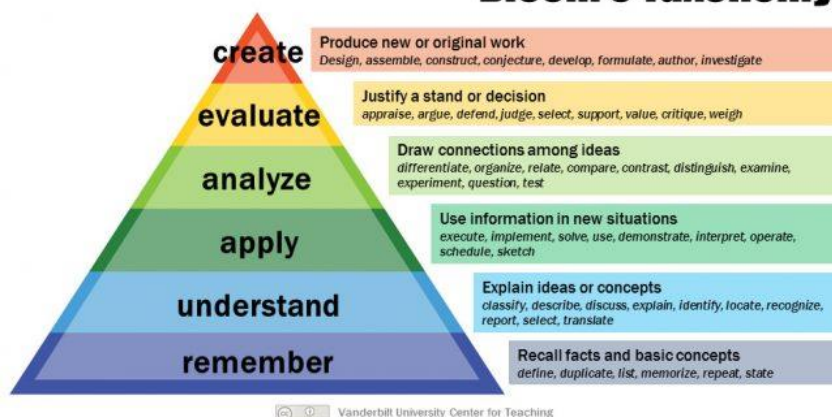 Bloom's Taxonomy
create
Produce new or original work
Design, assemble, construct, conjecture, develop, formulate, author, investigate
evaluate
Justify a stand or decision
appraise, argue, defend, judge, select, support, value, critique, weigh
analyze
Draw connections among ideas
differentiate, organize, relate, compare, contrast, distinguish, examine,
experiment, question, test
apply
Use information in new situations
execute, implement, solve, use, demonstrate, interpret, operate,
schedule, sketch
understand
Explain ideas or concepts
classify, describe, discuss, explain, identify, locate, recognize,
report, select, translate
remember
Recall facts and basic concepts
define, duplicate, list, memorize, repeat, state
cc
Vanderbilt University Center for Teaching